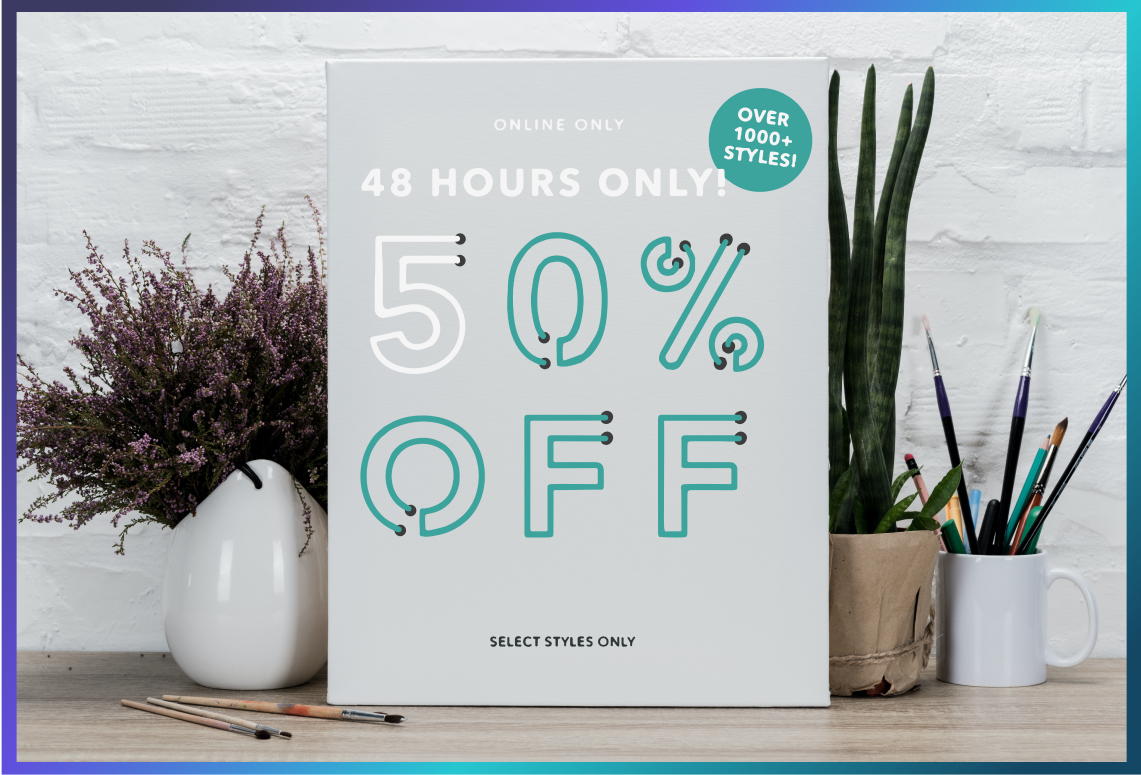 ONLINE ONLY
OVER
1000+
STYLES!
48 HOURS ONLY!
50%
OFF
SELECT STYLES ONLY